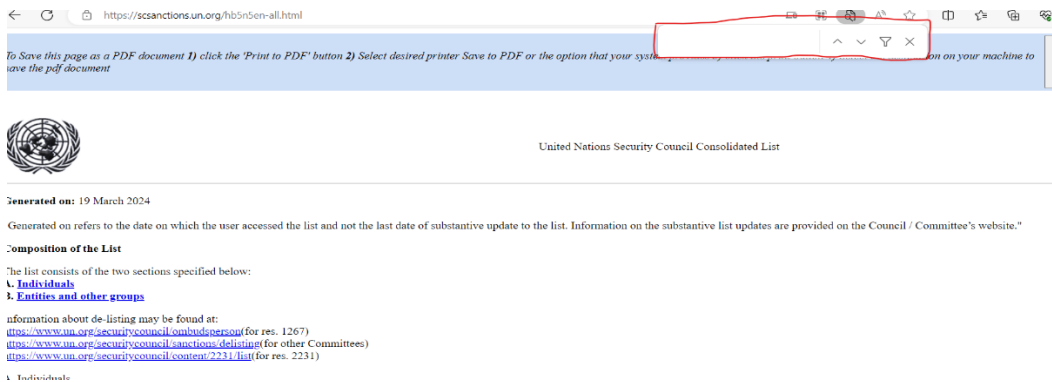 https://scsanctions.un.org/hb5n5en-all.html
To Save this page as a PDF document 1) click the 'Print to PDF' button 2) Select desired printer Save to PDF or the option that your on on your machine to
save the pdf document
United Nations Security Council Consolidated List
Generated on: 19 March 2024
Generated on refers to the date on which the user accessed the list and not the last date of substantive update to the list. Information on the substantive list updates are provided on the Council / Committee's website."
Composition of the List
The list consists of the two sections specified below:
A. Individuals
B. Entities and other groups
Information about de-listing may be found at:
https://www.un.org/securitycouncil/ombudsperson(for res. 1267)
https://www.un.org/securitycouncil/sanctions/delisting(for other Committees)
https://www.un.org/securitycouncil/content/2231/list(for res. 2231)
A. Individuals